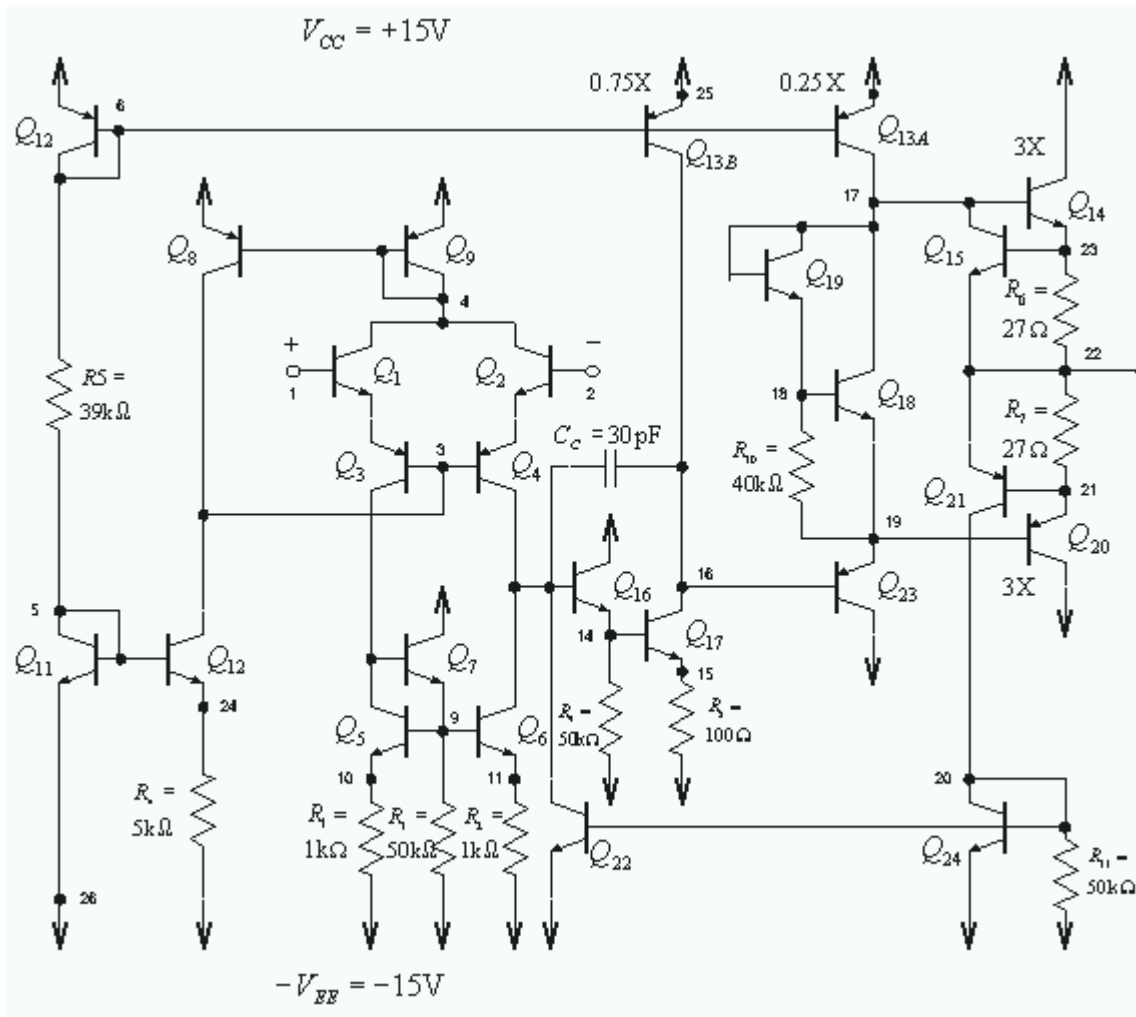 V_CC = +15V
0.75X
25
0.25X
6
Q12
Q13B
Q13A
3X
17
Q14
Q8
Q9
Q15
23
Q19
4
R6 =
27Ω
+
−
Q1
Q2
22
1
2
R5 =
39kΩ
18
Q18
C_C = 30pF
R7
27Ω
Q3
3
Q4
R10 =
40kΩ
Q21
21
19
Q20
16
Q16
Q23
3X
5
14
Q17
Q11
Q12
Q7
15
24
9
50kΩ
100Ω
Q5
Q6
10
11
20
R1 =
1kΩ
50kΩ
R2 =
1kΩ
5kΩ
Q22
Q24
R11 =
50kΩ
26
−V_EE = −15V